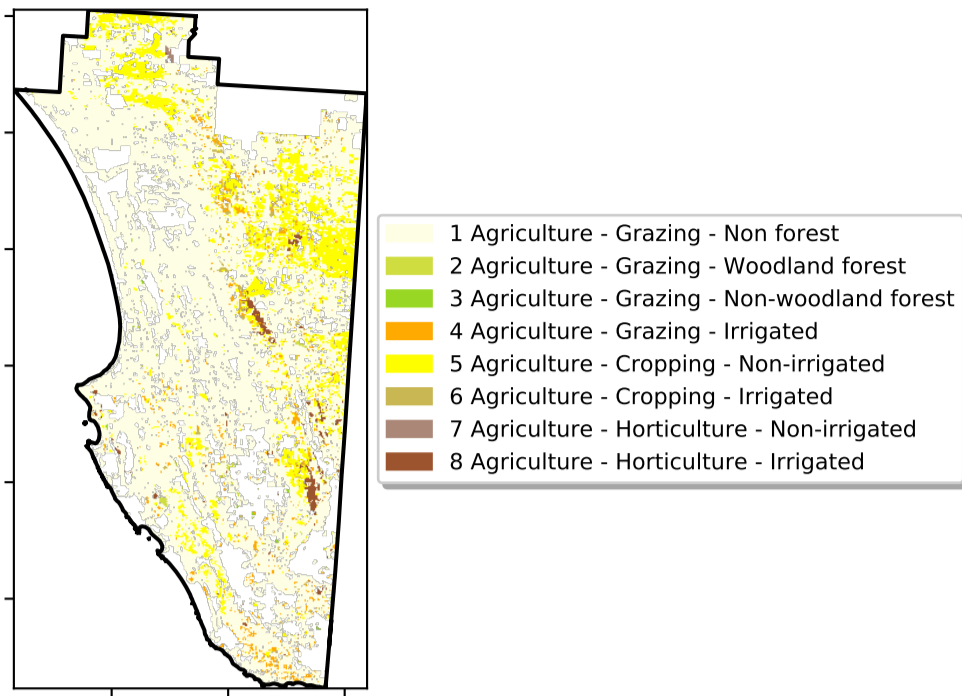 1 Agriculture - Grazing - Non forest
2 Agriculture - Grazing - Woodland forest
3 Agriculture - Grazing - Non-woodland forest
4 Agriculture - Grazing - Irrigated
5 Agriculture - Cropping - Non-irrigated
6 Agriculture - Cropping - Irrigated
7 Agriculture - Horticulture - Non-irrigated
8 Agriculture - Horticulture - Irrigated